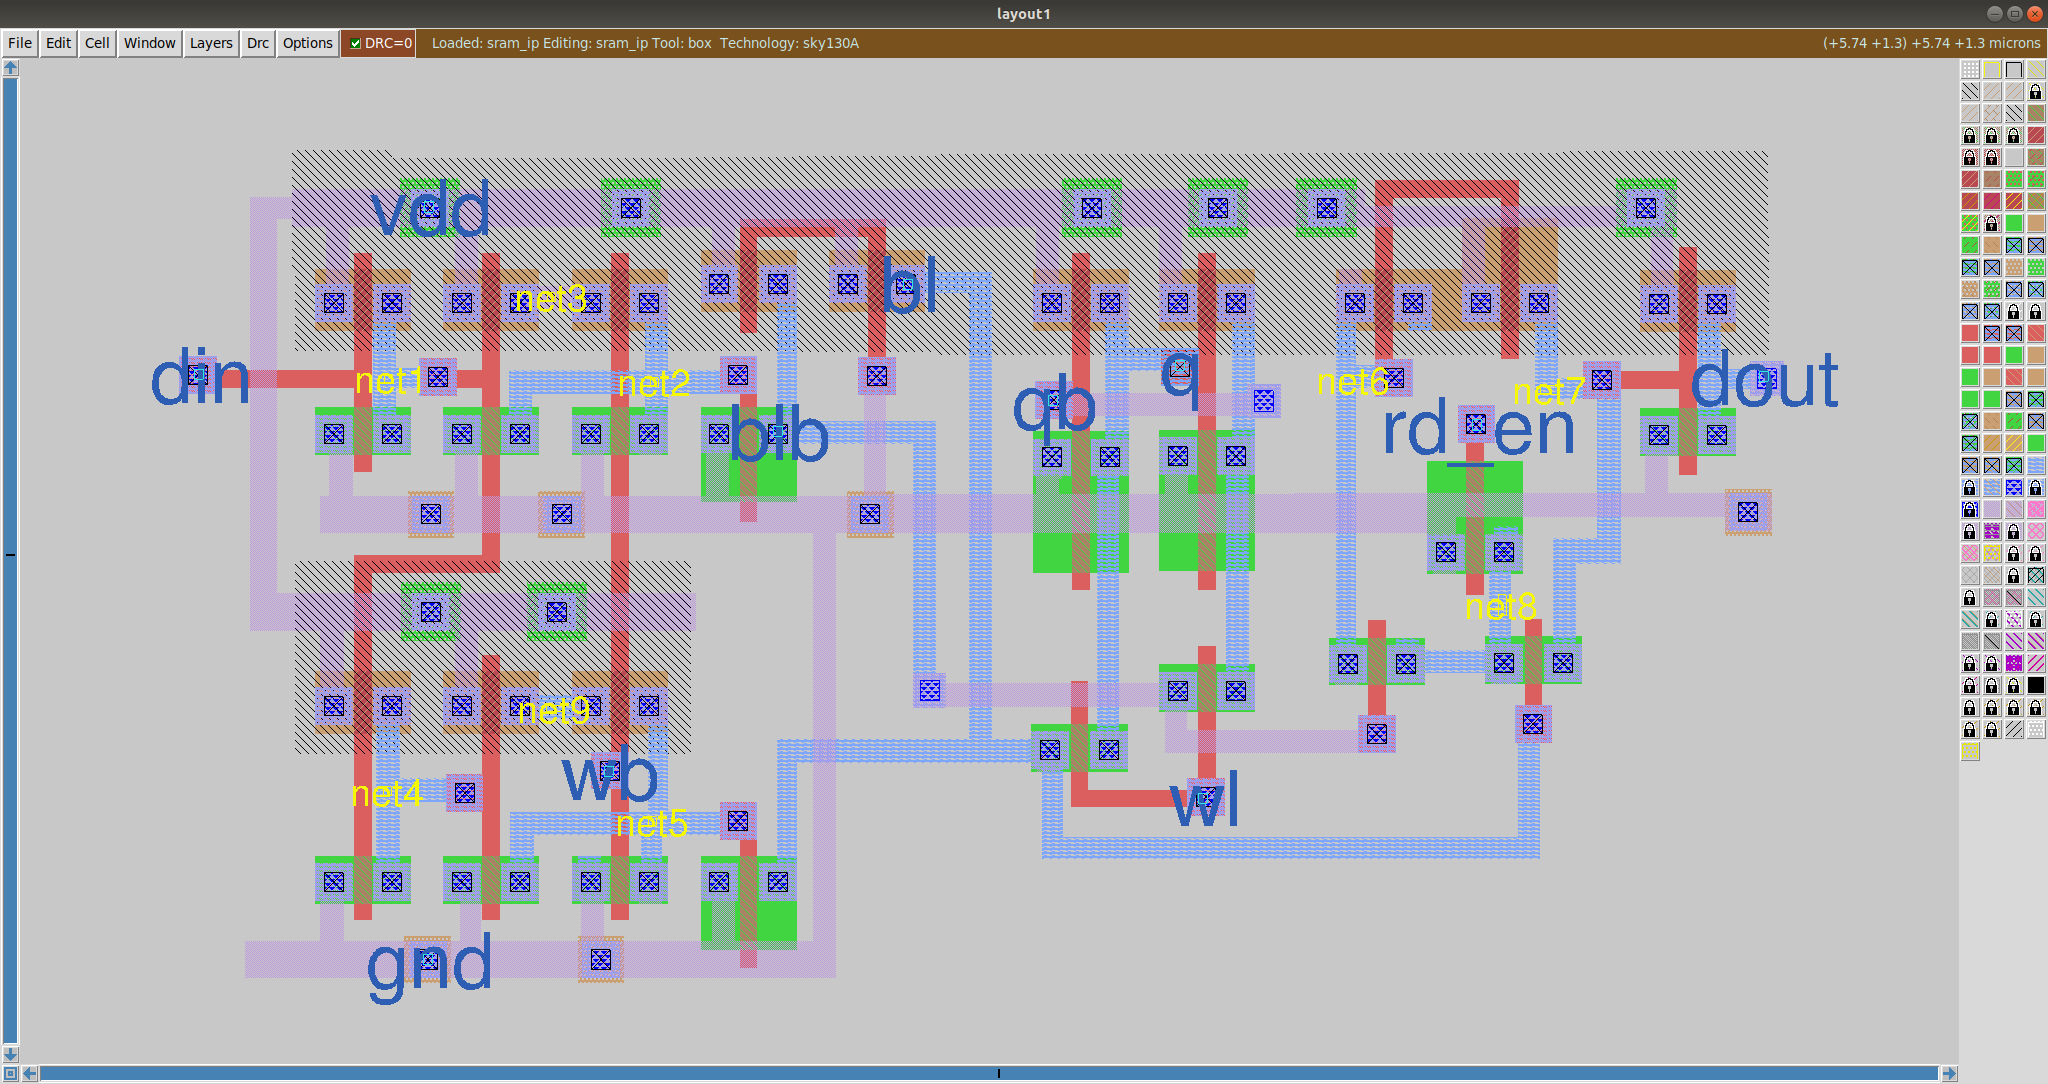 layout1
File Edit Cell Window Layers Drc Options DRC=0 Loaded: sram_ip Editing: sram_ip Tool: box Technology: sky130A (+5.74 +1.3) +5.74 +1.3 microns
vdd
bl
net3
din
net1
net2
q
qb
net6
net7
dout
blb
rd_en
net8
net9
wb
net4
wl
net5
gnd